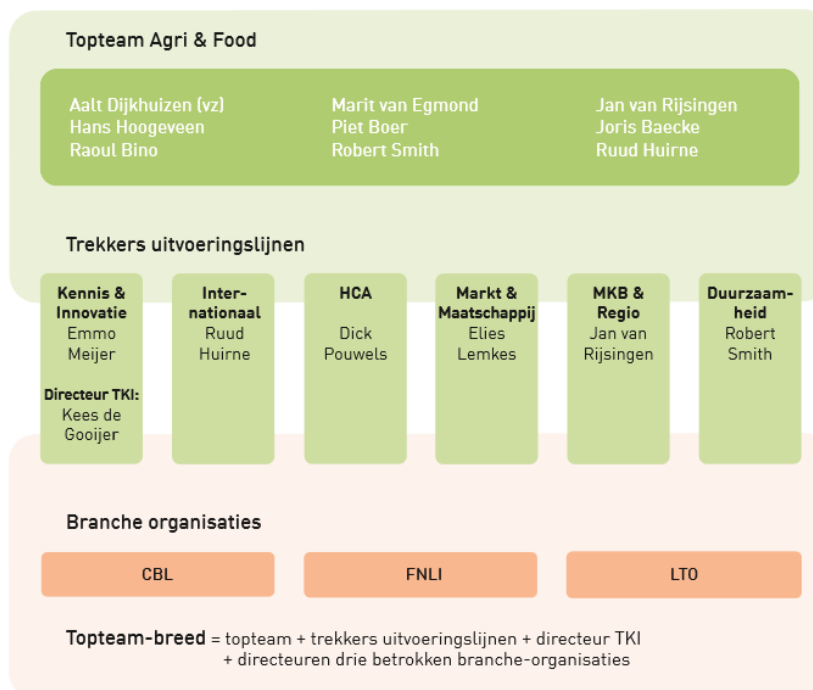 Topteam Agri & Food
Aalt Dijkhuizen (vz)
Hans Hoogeveen
Raoul Bino
Marit van Egmond
Piet Boer
Robert Smith
Jan van Rijsingen
Joris Baecke
Ruud Huirne
Trekkers uitvoeringslijnen
Kennis &
Innovatie
Emmo
Meijer
Directeur TKI:
Kees de
Gooijer
Inter-
nationaal
Ruud
Huirne
HCA
Dick
Pouwels
Markt &
Maatschappij
Elies
Lemkes
MKB &
Regio
Jan van
Rijsingen
Duurzaam-
heid
Robert
Smith
Branche organisaties
CBL
FNLI
LTO
Topteam-breed = topteam + trekkers uitvoeringslijnen + directeur TKI
+ directeuren drie betrokken branche-organisaties